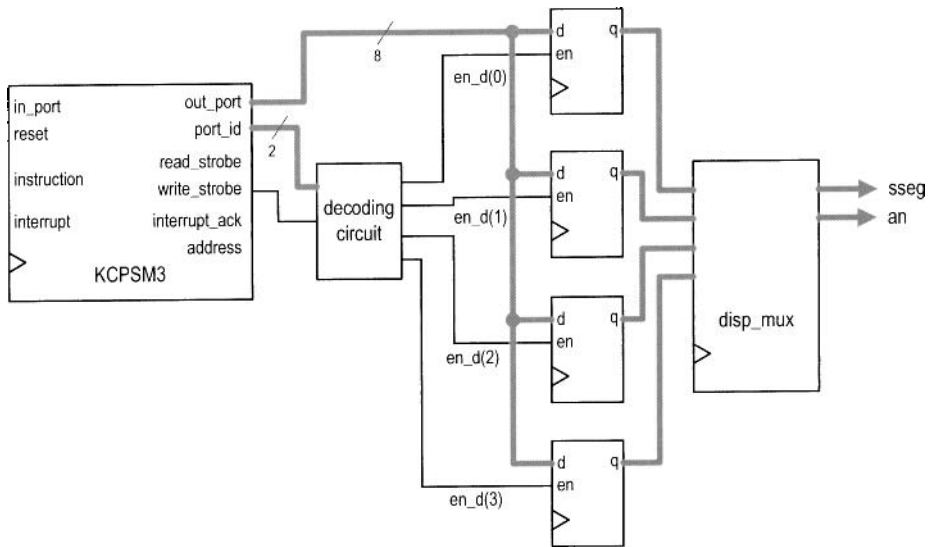 in_port
reset
instruction
interrupt
out_port
port_id
read_strobe
write_strobe
interrupt_ack
address
KCPSM3
8
2
decoding
circuit
en_d(0)
en_d(1)
en_d(2)
en_d(3)
d
en
q
d
en
q
d
en
q
d
en
q
disp_mux
sseg
an